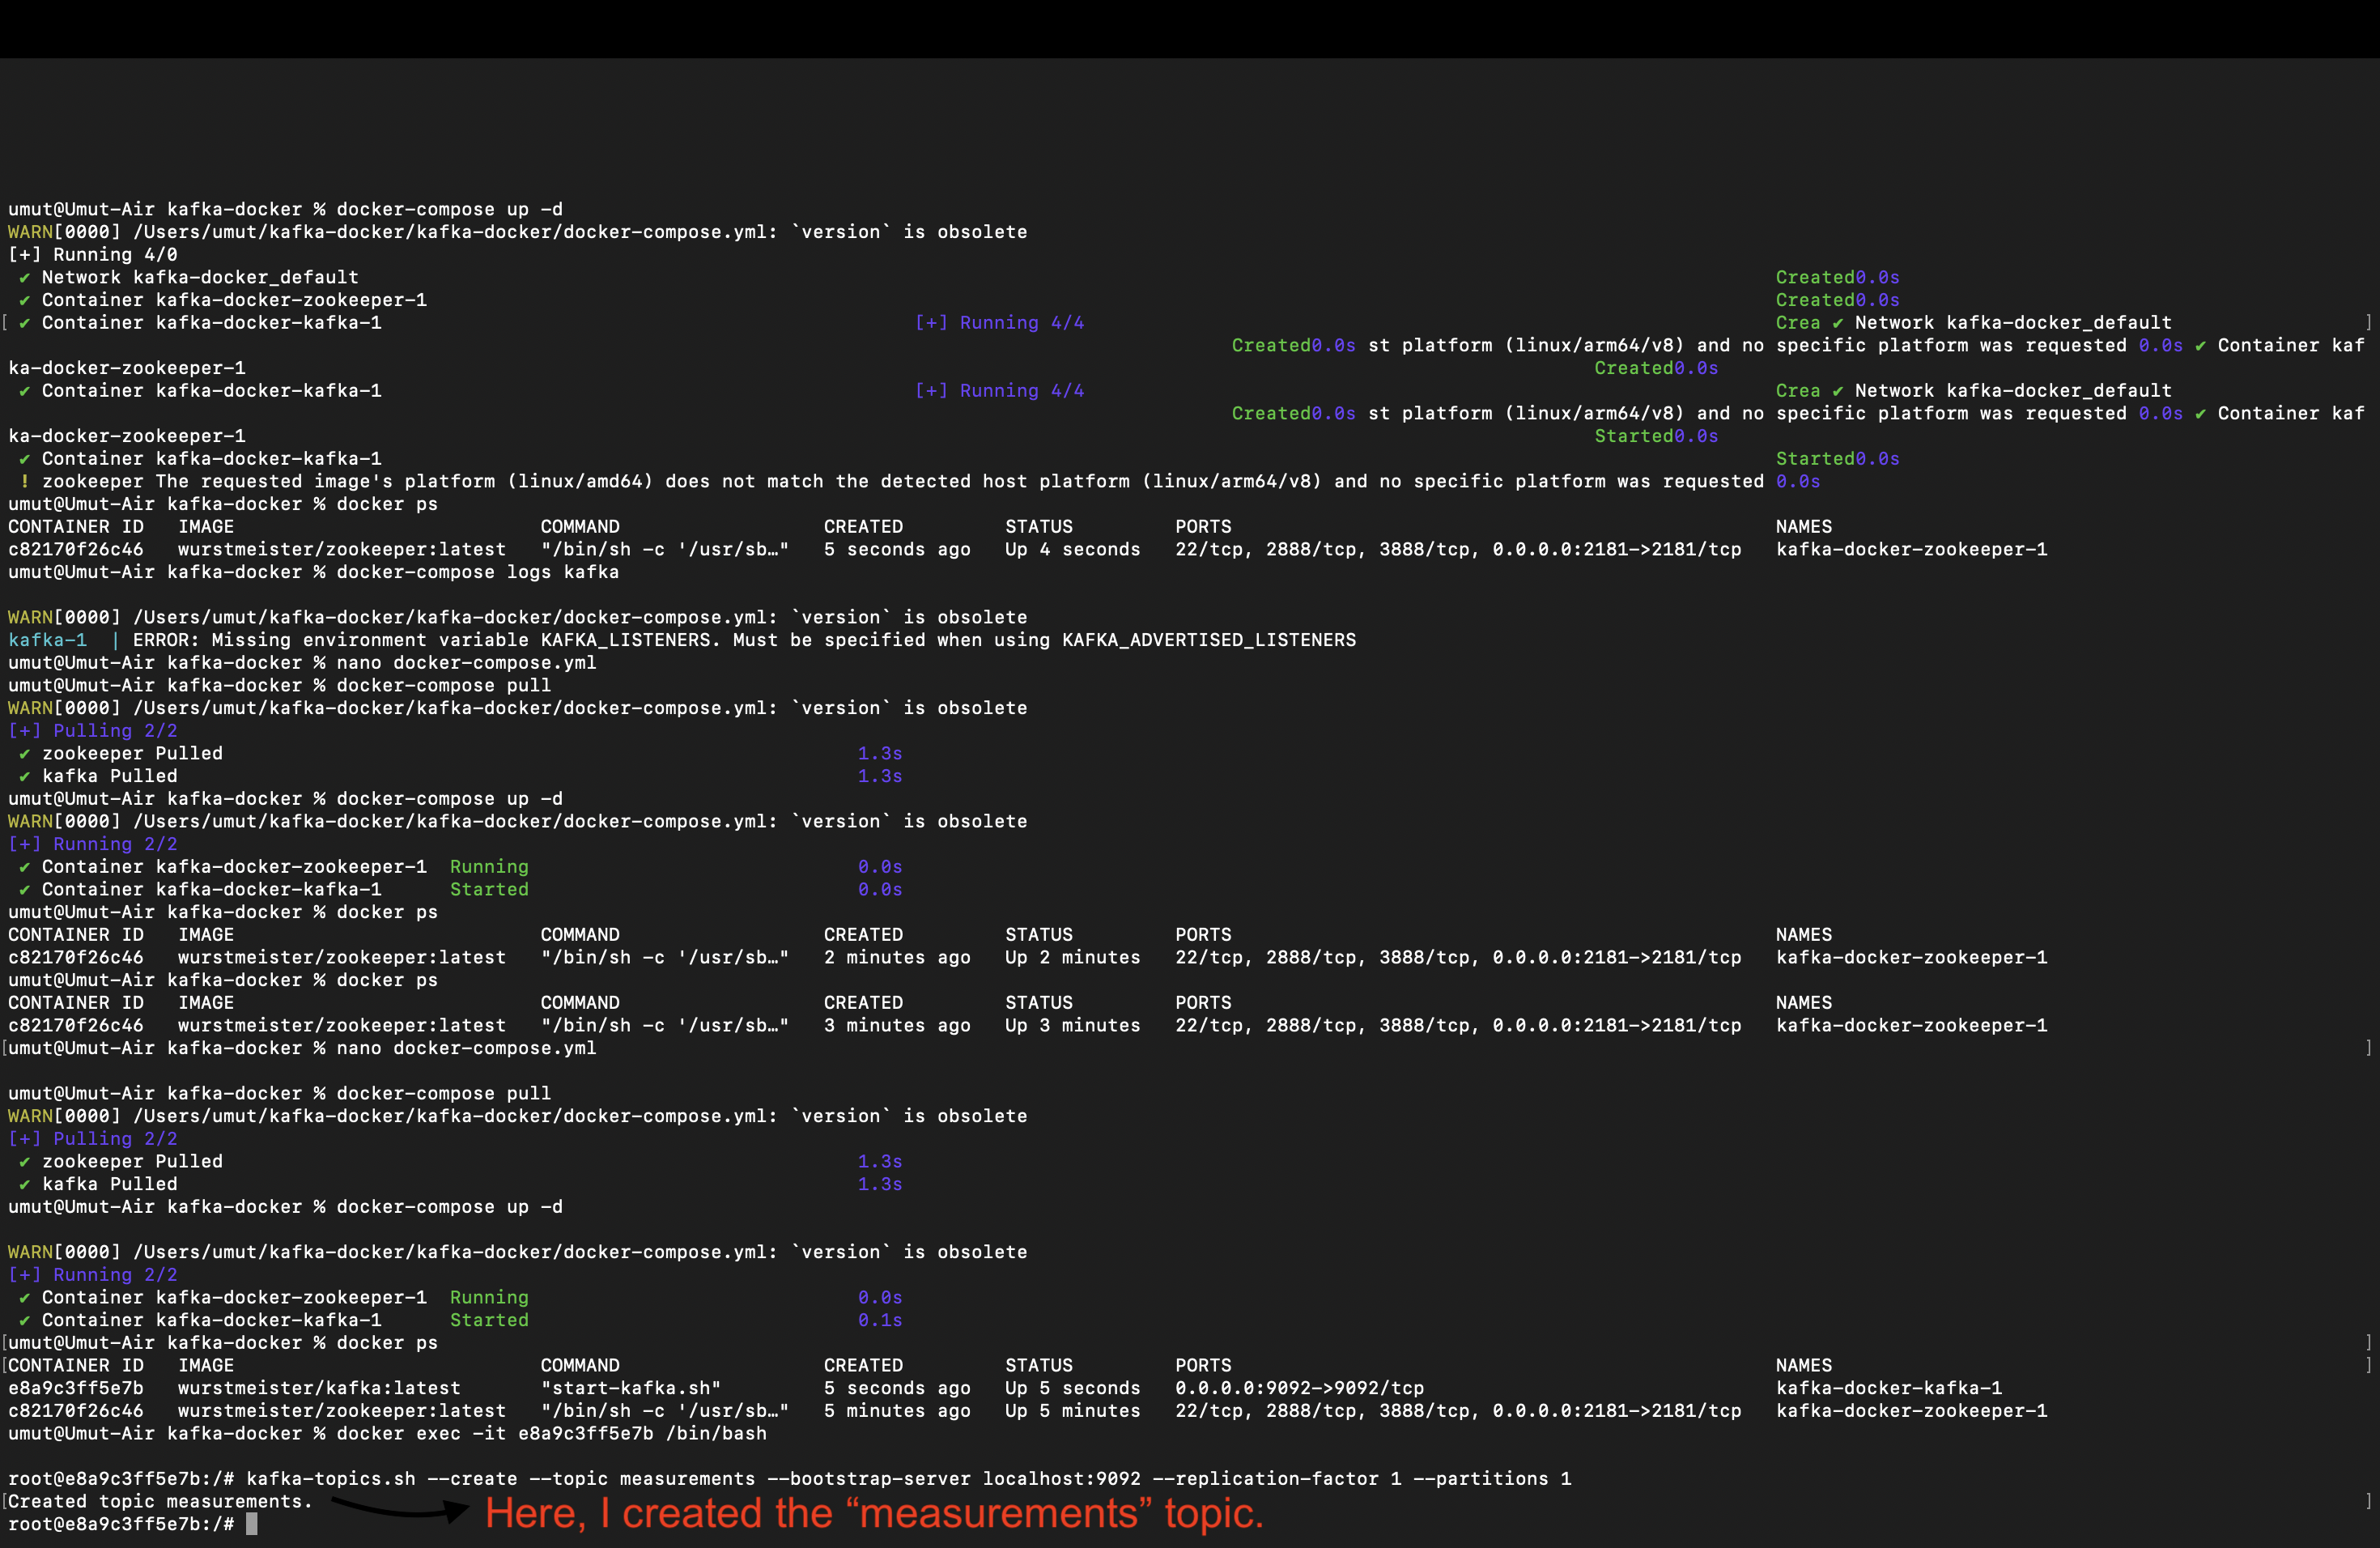 umut@Umut-Air kafka-docker % docker-compose up -d
WARN[0000] /Users/umut/kafka-docker/kafka-docker/docker-compose.yml: `version` is obsolete
[+] Running 4/0
✔ Network kafka-docker_default Created0.0s
✔ Container kafka-docker-zookeeper-1 Created0.0s
[ ✔ Container kafka-docker-kafka-1 [+] Running 4/4 Crea ✔ Network kafka-docker_default ]
Created0.0s st platform (linux/arm64/v8) and no specific platform was requested 0.0s ✔ Container kaf
ka-docker-zookeeper-1 Created0.0s
✔ Container kafka-docker-kafka-1 [+] Running 4/4 Crea ✔ Network kafka-docker_default
Created0.0s st platform (linux/arm64/v8) and no specific platform was requested 0.0s ✔ Container kaf
ka-docker-zookeeper-1 Started0.0s
✔ Container kafka-docker-kafka-1 Started0.0s
! zookeeper The requested image's platform (linux/amd64) does not match the detected host platform (linux/arm64/v8) and no specific platform was requested 0.0s
umut@Umut-Air kafka-docker % docker ps
CONTAINER ID IMAGE COMMAND CREATED STATUS PORTS NAMES
c82170f26c46 wurstmeister/zookeeper:latest "/bin/sh -c '/usr/sb…" 5 seconds ago Up 4 seconds 22/tcp, 2888/tcp, 3888/tcp, 0.0.0.0:2181->2181/tcp kafka-docker-zookeeper-1
umut@Umut-Air kafka-docker % docker-compose logs kafka
WARN[0000] /Users/umut/kafka-docker/kafka-docker/docker-compose.yml: `version` is obsolete
kafka-1 | ERROR: Missing environment variable KAFKA_LISTENERS. Must be specified when using KAFKA_ADVERTISED_LISTENERS
umut@Umut-Air kafka-docker % nano docker-compose.yml
umut@Umut-Air kafka-docker % docker-compose pull
WARN[0000] /Users/umut/kafka-docker/kafka-docker/docker-compose.yml: `version` is obsolete
[+] Pulling 2/2
✔ zookeeper Pulled 1.3s
✔ kafka Pulled 1.3s
umut@Umut-Air kafka-docker % docker-compose up -d
WARN[0000] /Users/umut/kafka-docker/kafka-docker/docker-compose.yml: `version` is obsolete
[+] Running 2/2
✔ Container kafka-docker-zookeeper-1 Running 0.0s
✔ Container kafka-docker-kafka-1 Started 0.0s
umut@Umut-Air kafka-docker % docker ps
CONTAINER ID IMAGE COMMAND CREATED STATUS PORTS NAMES
c82170f26c46 wurstmeister/zookeeper:latest "/bin/sh -c '/usr/sb…" 2 minutes ago Up 2 minutes 22/tcp, 2888/tcp, 3888/tcp, 0.0.0.0:2181->2181/tcp kafka-docker-zookeeper-1
umut@Umut-Air kafka-docker % docker ps
CONTAINER ID IMAGE COMMAND CREATED STATUS PORTS NAMES
c82170f26c46 wurstmeister/zookeeper:latest "/bin/sh -c '/usr/sb…" 3 minutes ago Up 3 minutes 22/tcp, 2888/tcp, 3888/tcp, 0.0.0.0:2181->2181/tcp kafka-docker-zookeeper-1
[umut@Umut-Air kafka-docker % nano docker-compose.yml ]
umut@Umut-Air kafka-docker % docker-compose pull
WARN[0000] /Users/umut/kafka-docker/kafka-docker/docker-compose.yml: `version` is obsolete
[+] Pulling 2/2
✔ zookeeper Pulled 1.3s
✔ kafka Pulled 1.3s
umut@Umut-Air kafka-docker % docker-compose up -d
WARN[0000] /Users/umut/kafka-docker/kafka-docker/docker-compose.yml: `version` is obsolete
[+] Running 2/2
✔ Container kafka-docker-zookeeper-1 Running 0.0s
✔ Container kafka-docker-kafka-1 Started 0.1s
[umut@Umut-Air kafka-docker % docker ps ]
[CONTAINER ID IMAGE COMMAND CREATED STATUS PORTS NAMES ]
e8a9c3ff5e7b wurstmeister/kafka:latest "start-kafka.sh" 5 seconds ago Up 5 seconds 0.0.0.0:9092->9092/tcp kafka-docker-kafka-1
c82170f26c46 wurstmeister/zookeeper:latest "/bin/sh -c '/usr/sb…" 5 minutes ago Up 5 minutes 22/tcp, 2888/tcp, 3888/tcp, 0.0.0.0:2181->2181/tcp kafka-docker-zookeeper-1
umut@Umut-Air kafka-docker % docker exec -it e8a9c3ff5e7b /bin/bash
root@e8a9c3ff5e7b:/# kafka-topics.sh --create --topic measurements --bootstrap-server localhost:9092 --replication-factor 1 --partitions 1
[Created topic measurements. ]
Here, I created the “measurements” topic.
root@e8a9c3ff5e7b:/#